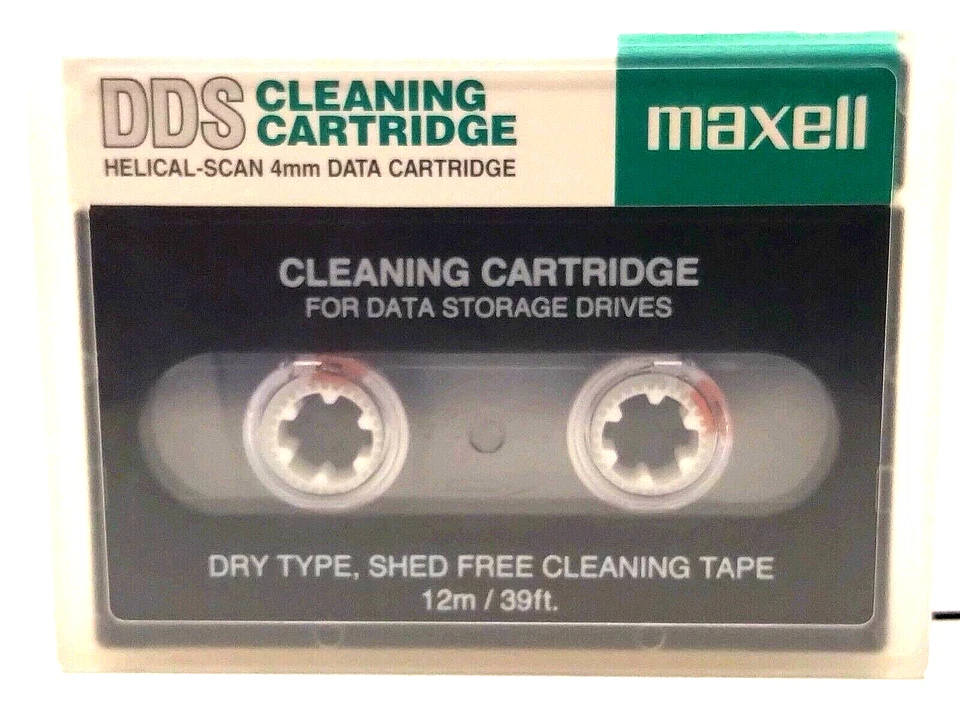 DDS CLEANING
CARTRIDGE
HELICAL-SCAN 4mm DATA CARTRIDGE
maxell
CLEANING CARTRIDGE
FOR DATA STORAGE DRIVES
DRY TYPE, SHED FREE CLEANING TAPE
12m / 39ft.